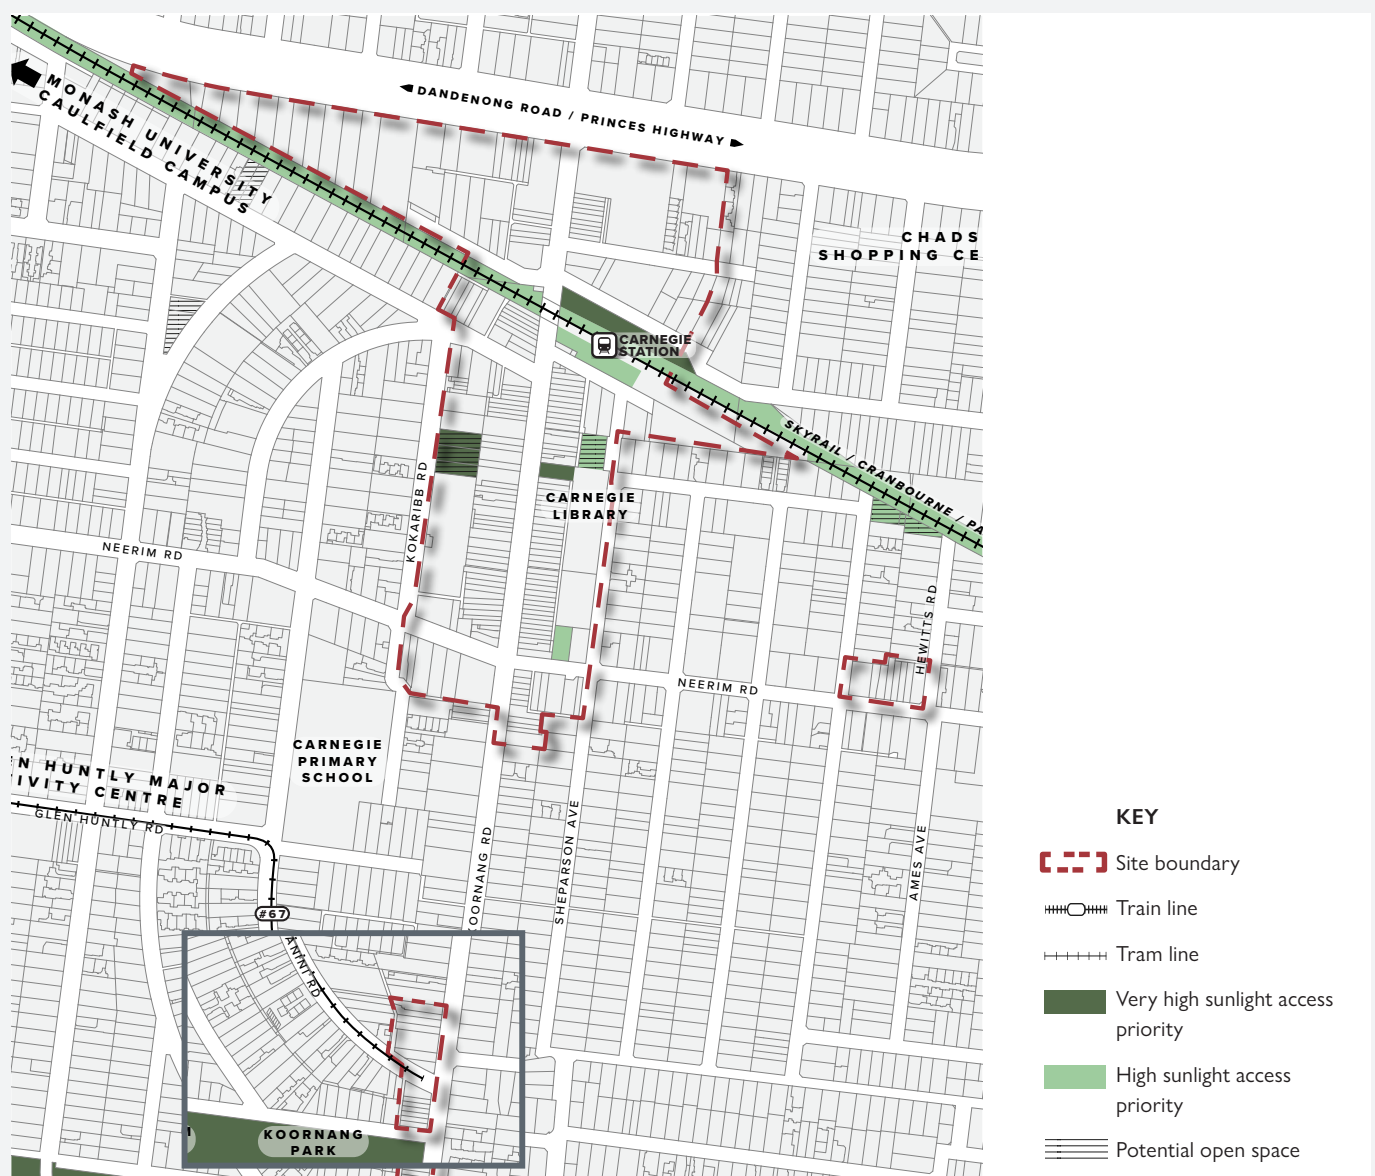 DANDENONG ROAD / PRINCES HIGHWAY
MONASH UNIVERSITY
CAULFIELD CAMPUS
CHADS
SHOPPING CE
CARNEGIE
STATION
SKYRAIL / CRANBOURNE / PA
KOKARIBB RD
CARNEGIE
LIBRARY
NEERIM RD
HEWITTS RD
NEERIM RD
CARNEGIE
PRIMARY
SCHOOL
N HUNTLY MAJOR
IVITY CENTRE
GLEN HUNTLY RD
KOORNANG RD
SHEPARSON AVE
AMES AVE
#67
ANINI RD
KOORNANG
PARK
KEY
Site boundary
Train line
Tram line
Very high sunlight access
priority
High sunlight access
priority
Potential open space